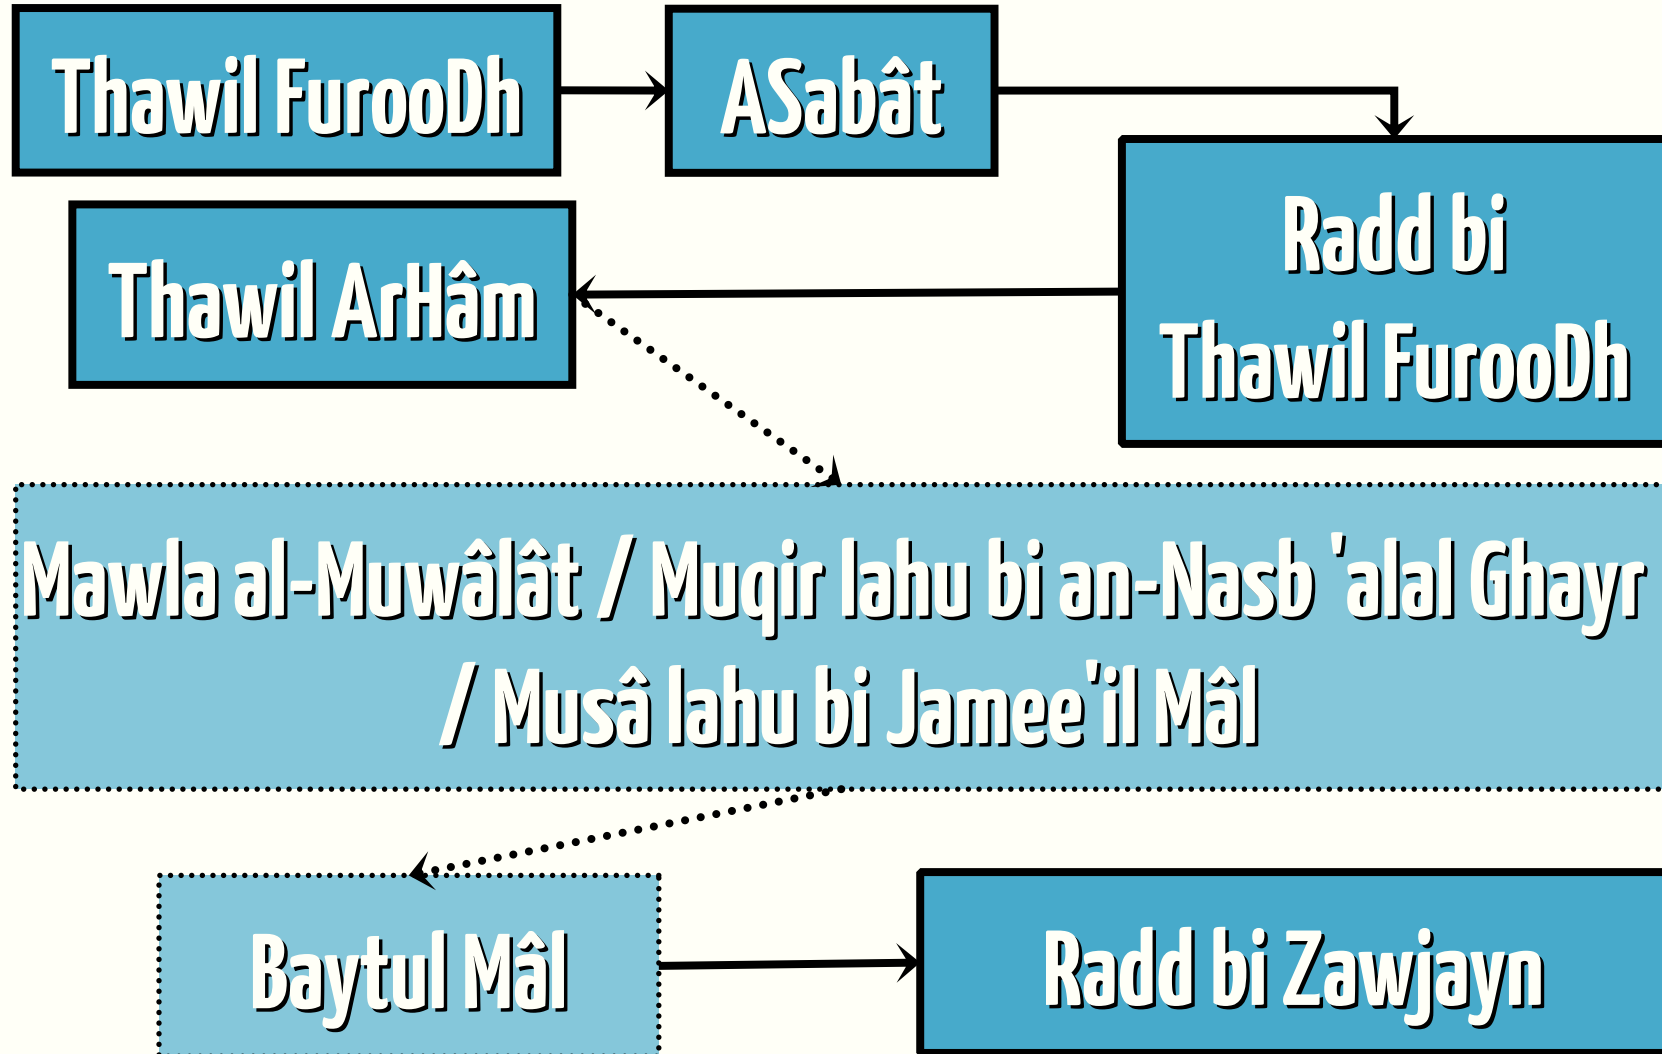 Thawil FurooDh
ASabât
Radd bi
Thawil FurooDh
Thawil ArHâm
Mawla al-Muwâlât / Muqir lahu bi an-Nasb 'alal Ghayr
/ Musâ lahu bi Jamee'il Mâl
Baytul Mâl
Radd bi Zawjayn